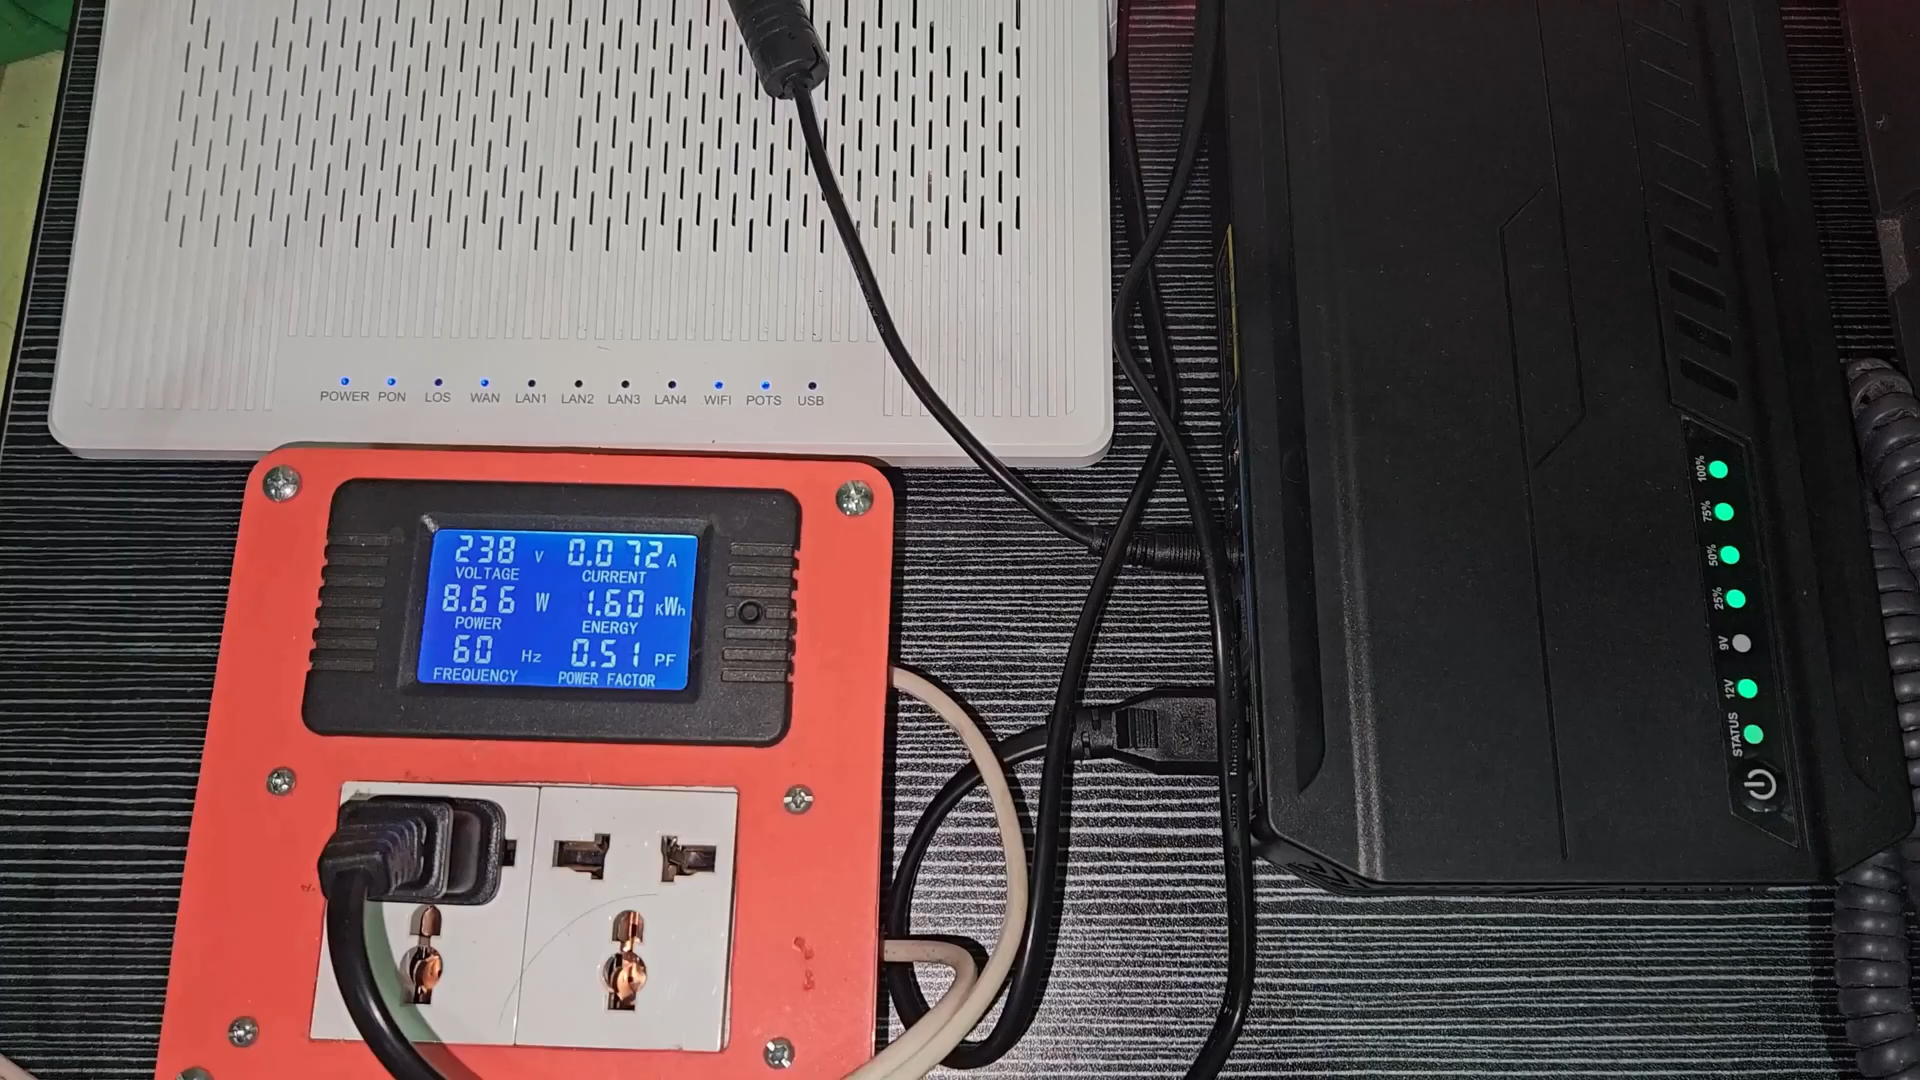 POWER PON LOS WAN LAN1 LAN2 LAN3 LAN4 WIFI POTS USB
238 V 0.072 A
VOLTAGE CURRENT
8.66 W 1.60 KWh
POWER ENERGY
60 Hz 0.51 PF
FREQUENCY POWER FACTOR
100%
75%
50%
25%
9V
12V
STATUS